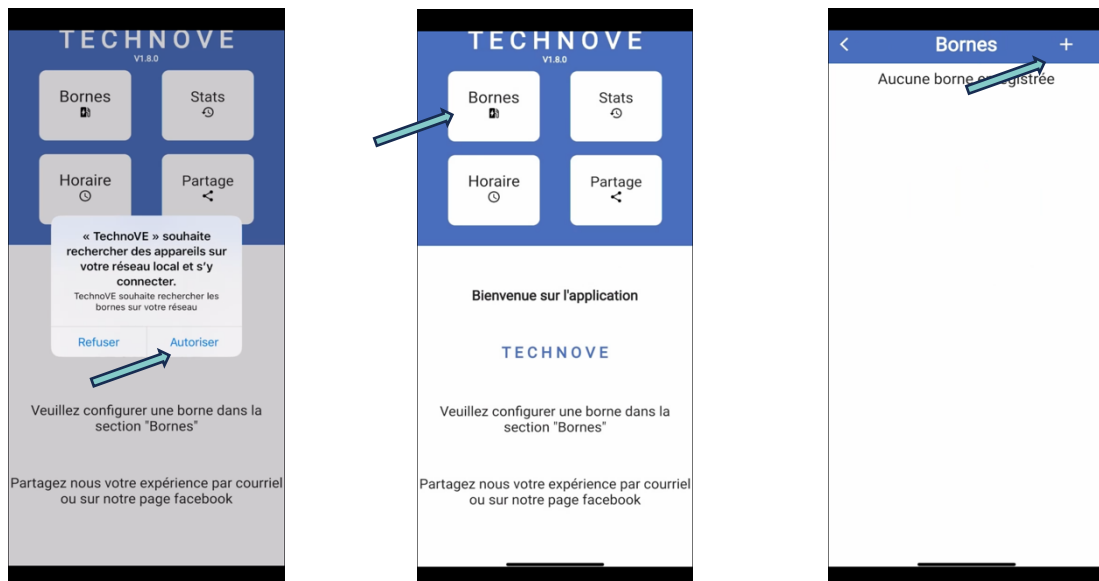 TECHNOVE
V1.8.0
Bornes
Stats
Horaire
Partage
« TechnoVE » souhaite
rechercher des appareils sur
votre réseau local et s'y
connecter.
TechnoVE souhaite rechercher les
bornes sur votre réseau
Refuser
Autoriser
Veuillez configurer une borne dans la
section "Bornes"
Partagez nous votre expérience par courriel
ou sur notre page facebook
TECHNOVE
V1.8.0
Bornes
Stats
Horaire
Partage
Bienvenue sur l'application
TECHNOVE
Veuillez configurer une borne dans la
section "Bornes"
Partagez nous votre expérience par courriel
ou sur notre page facebook
Bornes
Aucune borne enregistrée